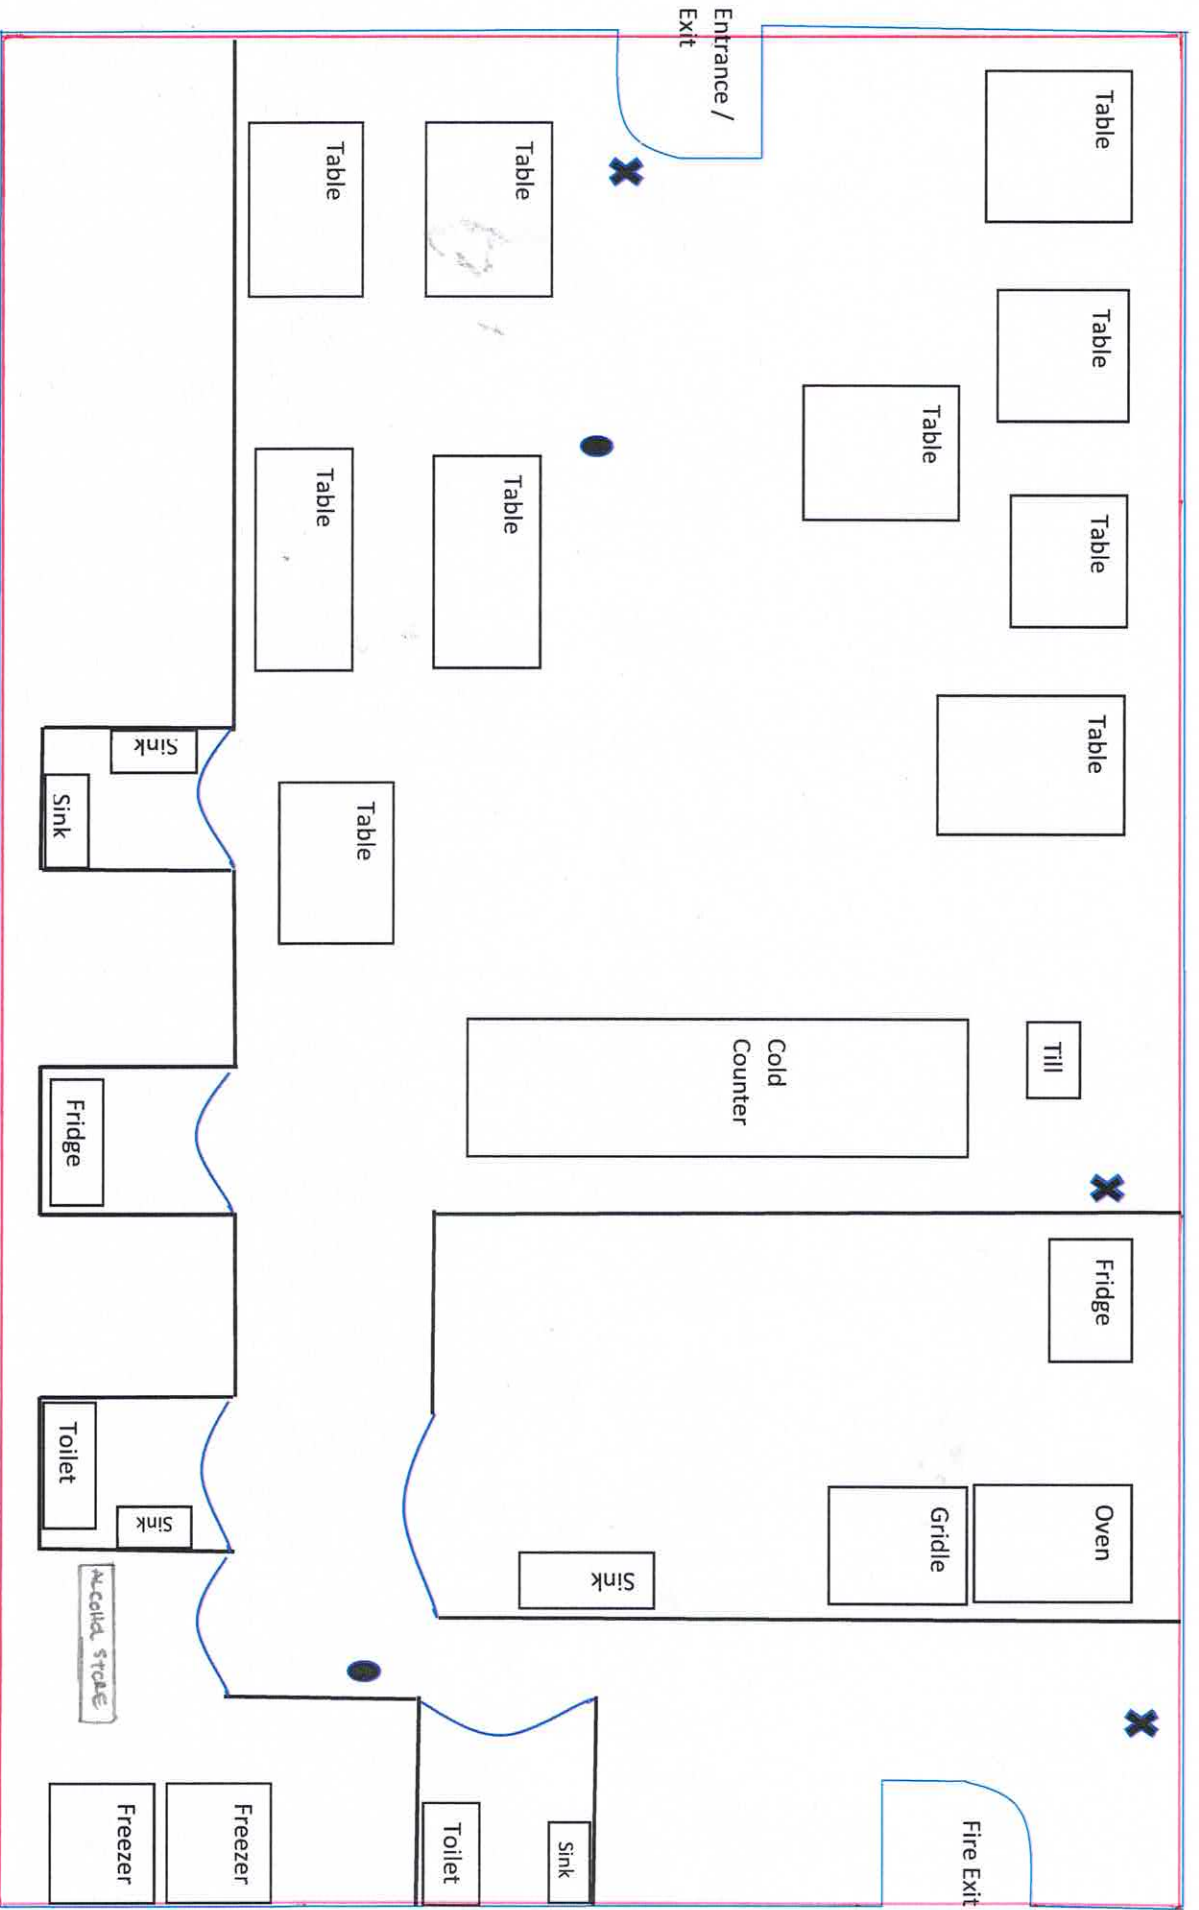 Entrance /
Exit
Table
Table
Table
Table
Table
Table
Table
Table
Table
Table
Till
Cold
Counter
Sink
Sink
Fridge
Fridge
Oven
Gridle
Sink
Toilet
Sink
ALCOHOL STORE
Fire Exit
Sink
Toilet
Freezer
Freezer